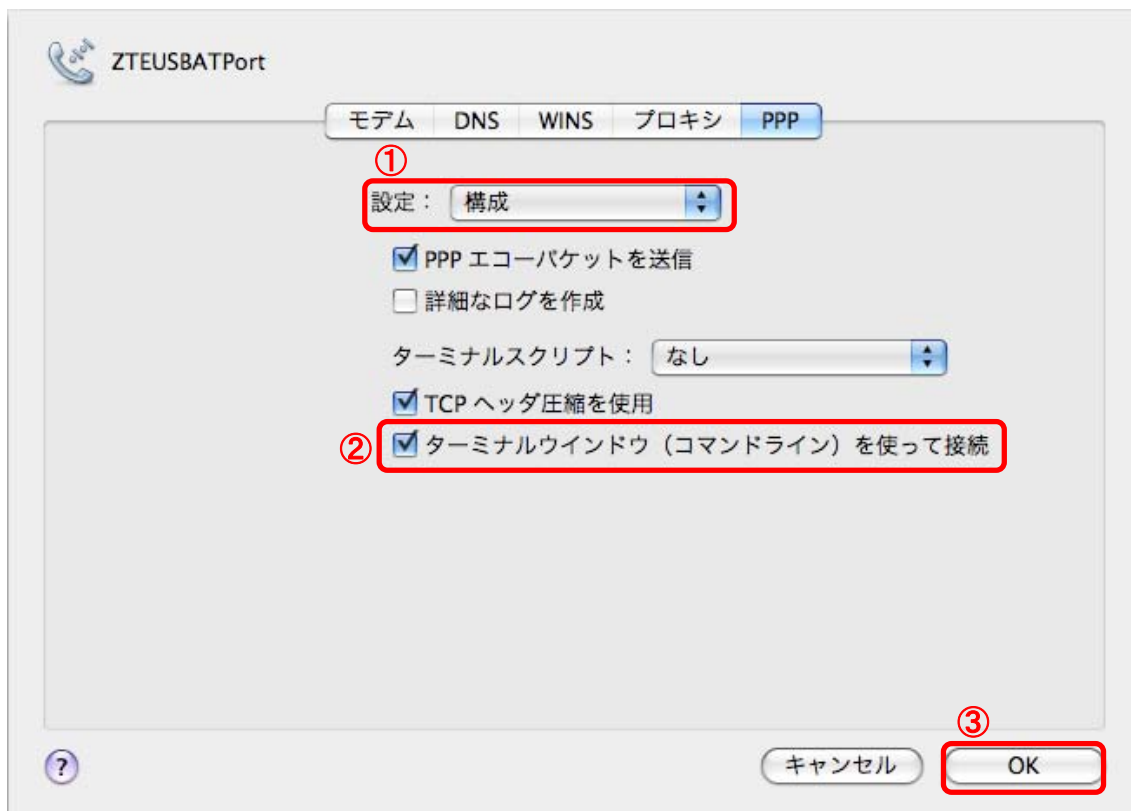 ZTEUSBATPort
モデム DNS WINS プロキシ PPP
①
設定： 構成
PPP エコーパケットを送信
詳細なログを作成
ターミナルスクリプト： なし
TCP ヘッダ圧縮を使用
② ターミナルウインドウ（コマンドライン）を使って接続
③
? キャンセル OK